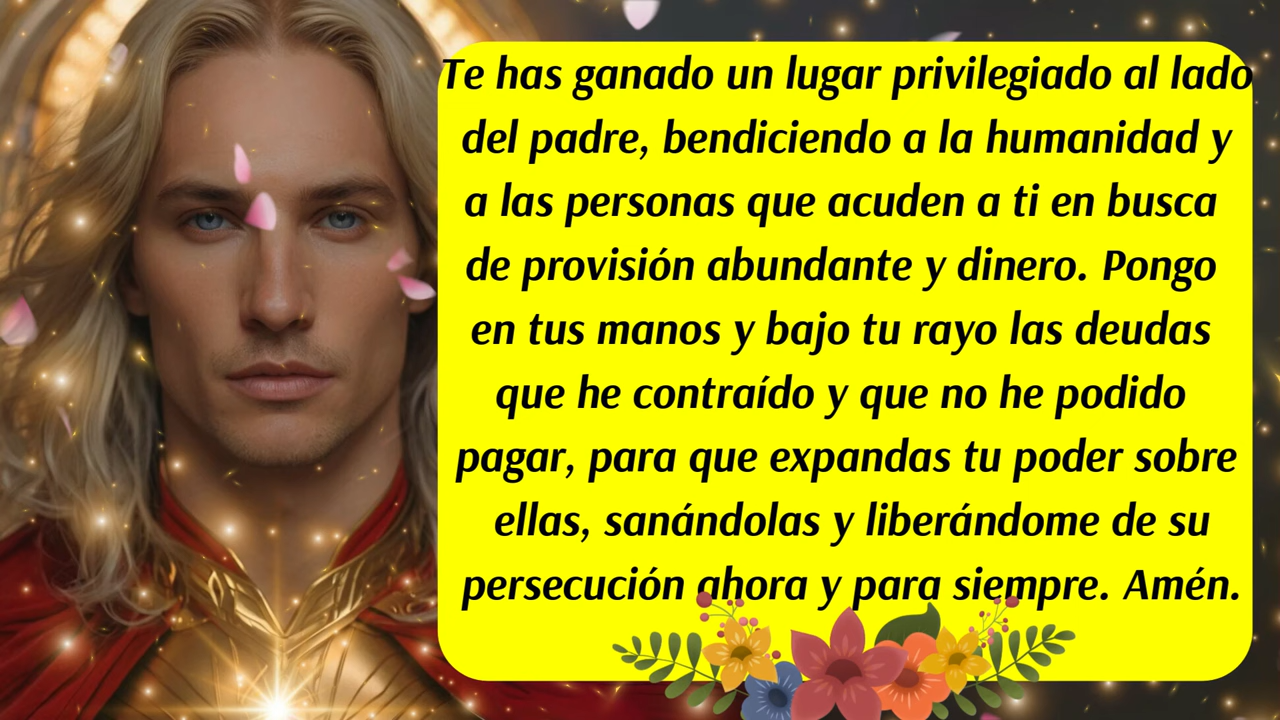 Te has ganado un lugar privilegiado al lado
del padre, bendiciendo a la humanidad y
a las personas que acuden a ti en busca
de provisión abundante y dinero. Pongo
en tus manos y bajo tu rayo las deudas
que he contraído y que no he podido
pagar, para que expandas tu poder sobre
ellas, sanándolas y liberándome de su
persecución ahora y para siempre. Amén.